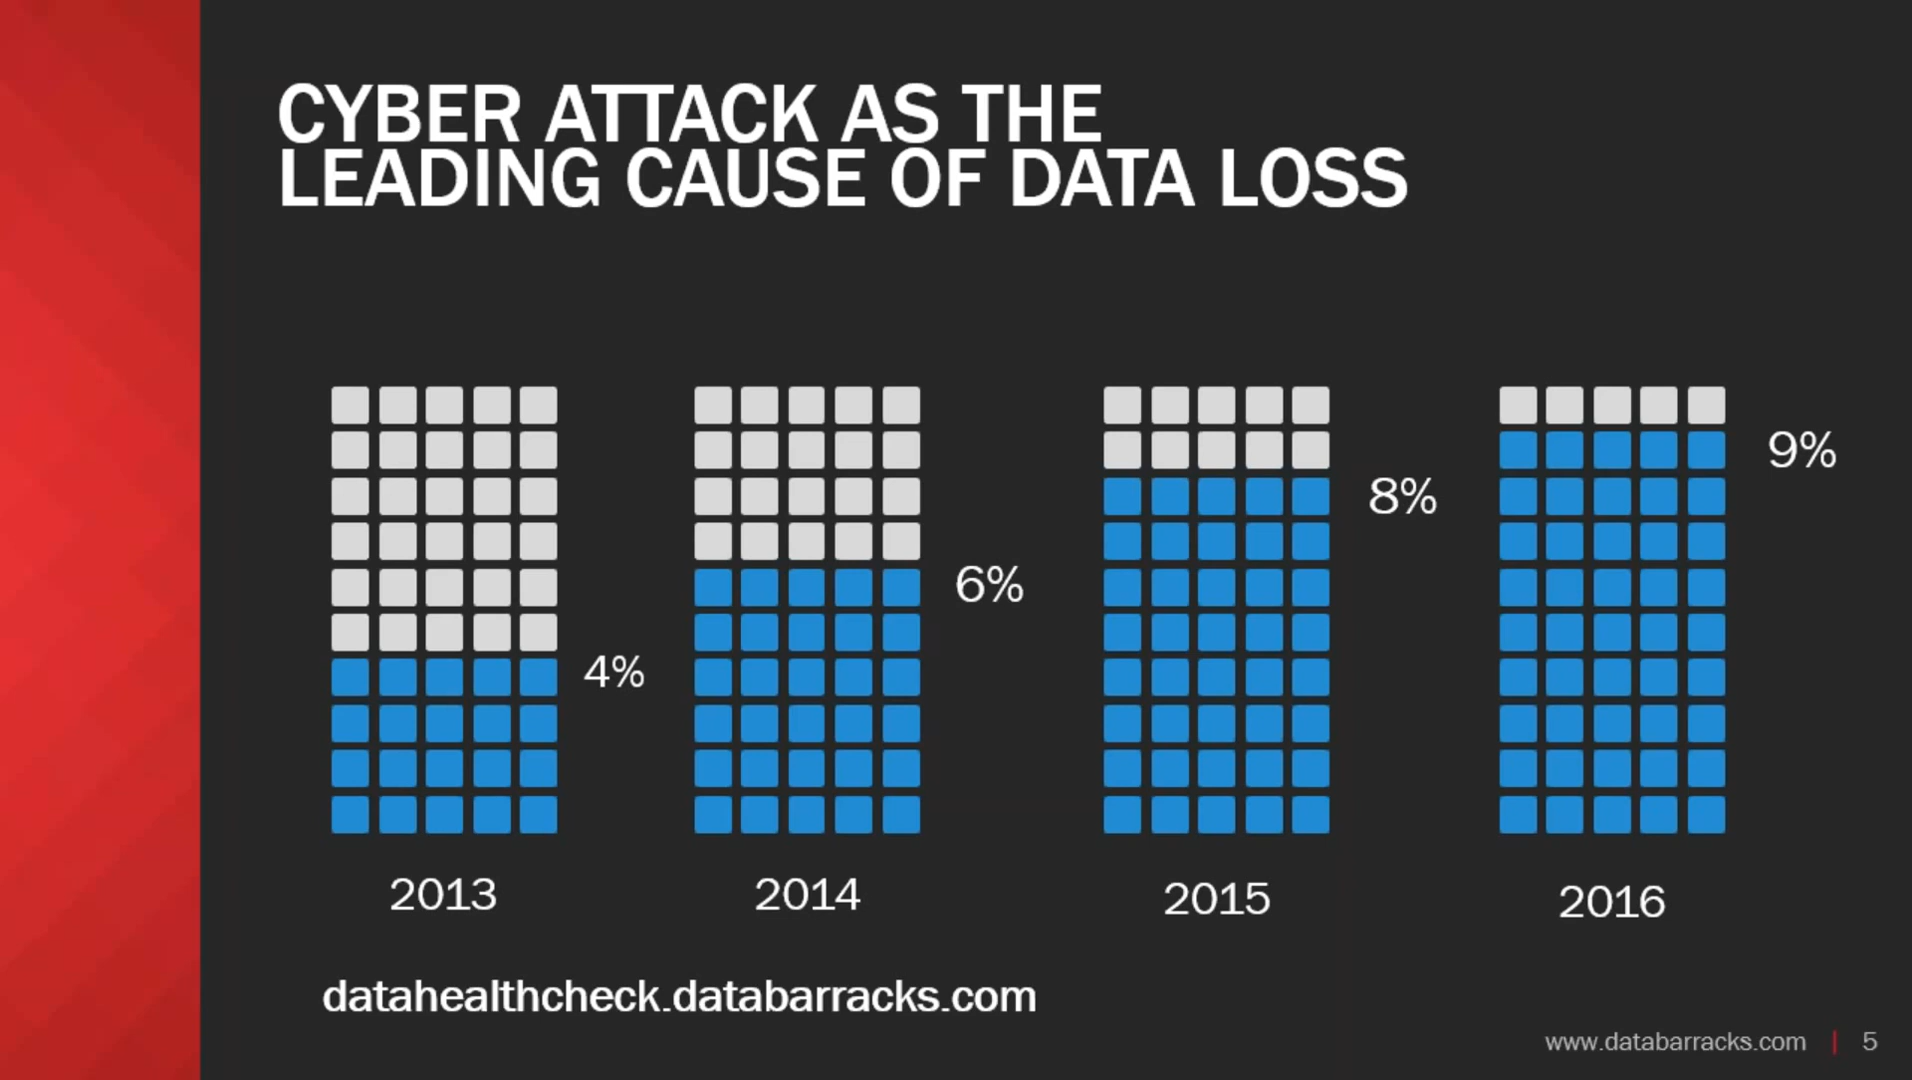 CYBER ATTACK AS THE
LEADING CAUSE OF DATA LOSS
4%
6%
8%
9%
2013
2014
2015
2016
datahealthcheck.databarracks.com
www.databarracks.com | 5